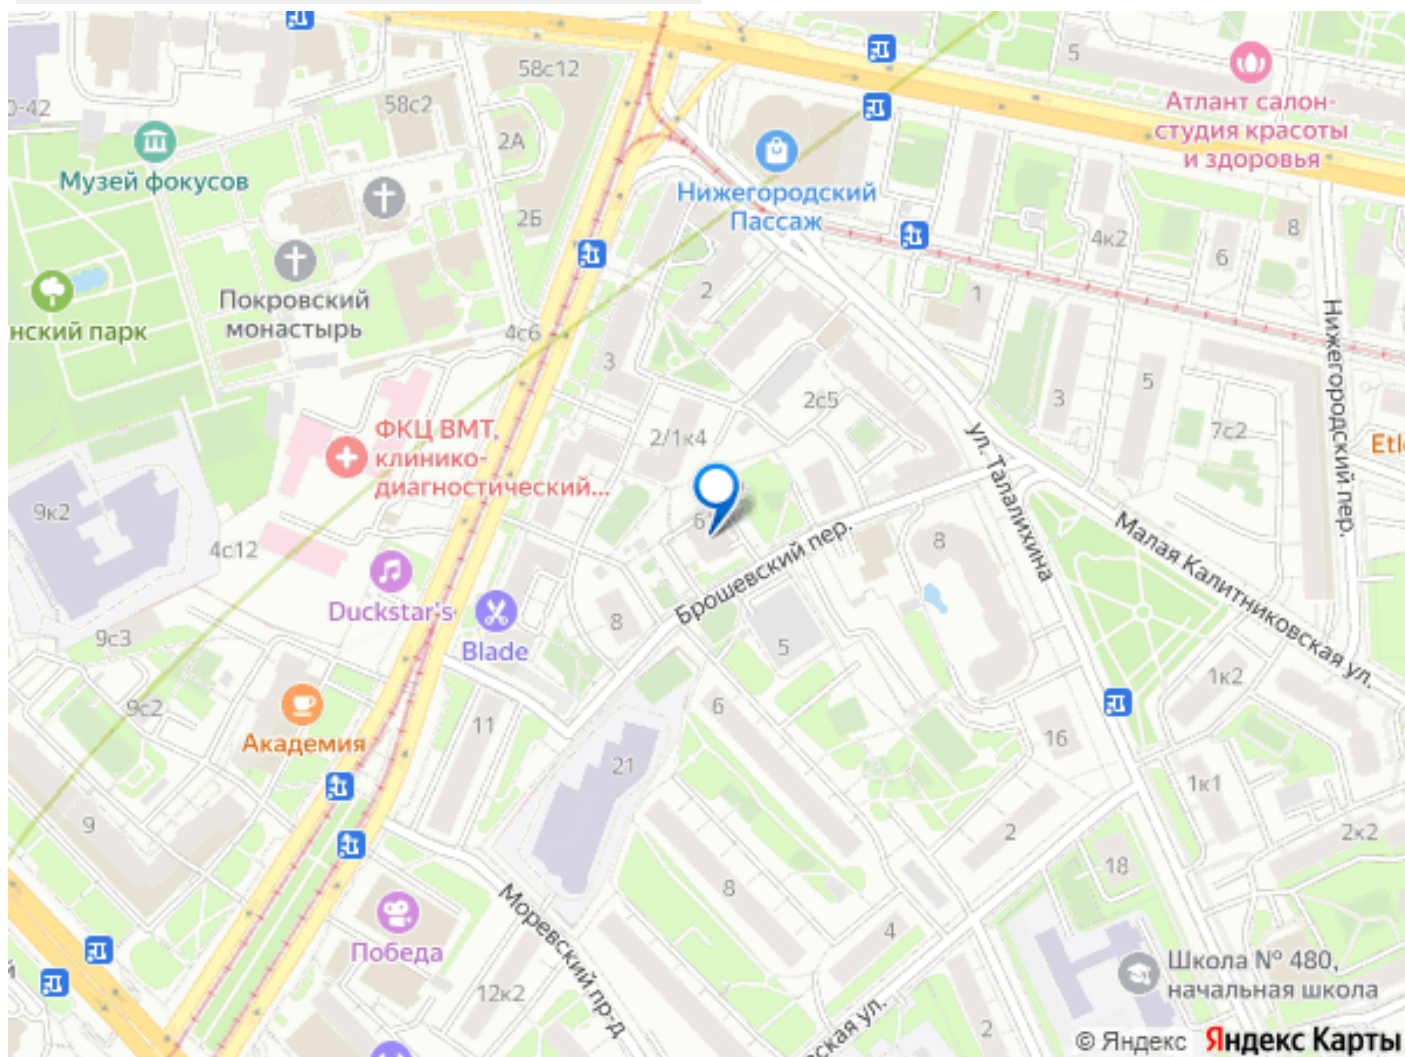 58с12
5
0-42
58с2
Атлант салон-
студия красоты
и здоровья
2А
Музей фокусов
Нижегородский
Пассаж
2Б
8
4к2
6
Покровский
монастырь
2
1
нский парк
4с6
3
Нижегородский пер.
5
2с5
3
ФКЦ ВМТ,
клинико-
диагностический...
2/1к4
ул. Талалихина
7с2
Etl
9к2
6
4с12
Брошевский пер.
8
Малая Калитниковская ул.
Duckstar's
8
9с3
Blade
5
1к2
9с2
6
Академия
11
16
21
1к1
9
2
2к2
18
8
Моревский пр-д
Победа
4
Школа № 480,
начальная школа
12к2
ская ул.
2
© Яндекс Яндекс Карты